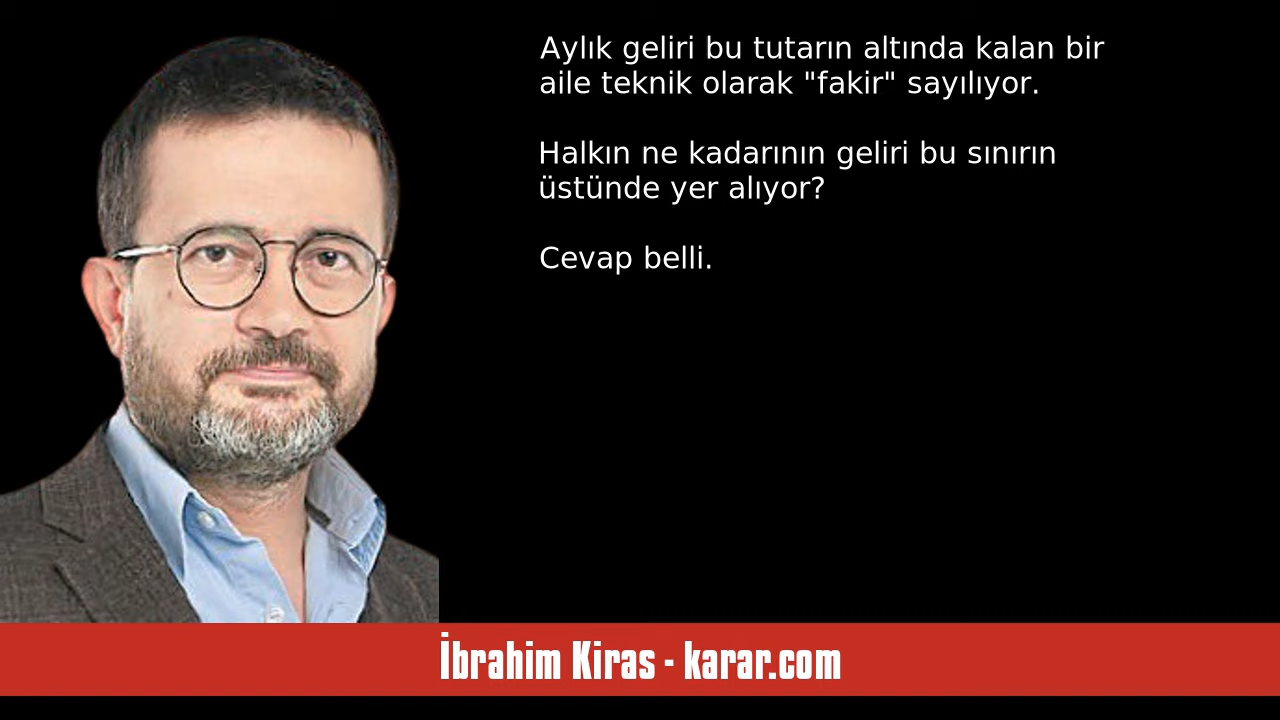 Aylık geliri bu tutarın altında kalan bir
aile teknik olarak "fakir" sayılıyor.
Halkın ne kadarının geliri bu sınırın
üstünde yer alıyor?
Cevap belli.
İbrahim Kiras - karar.com